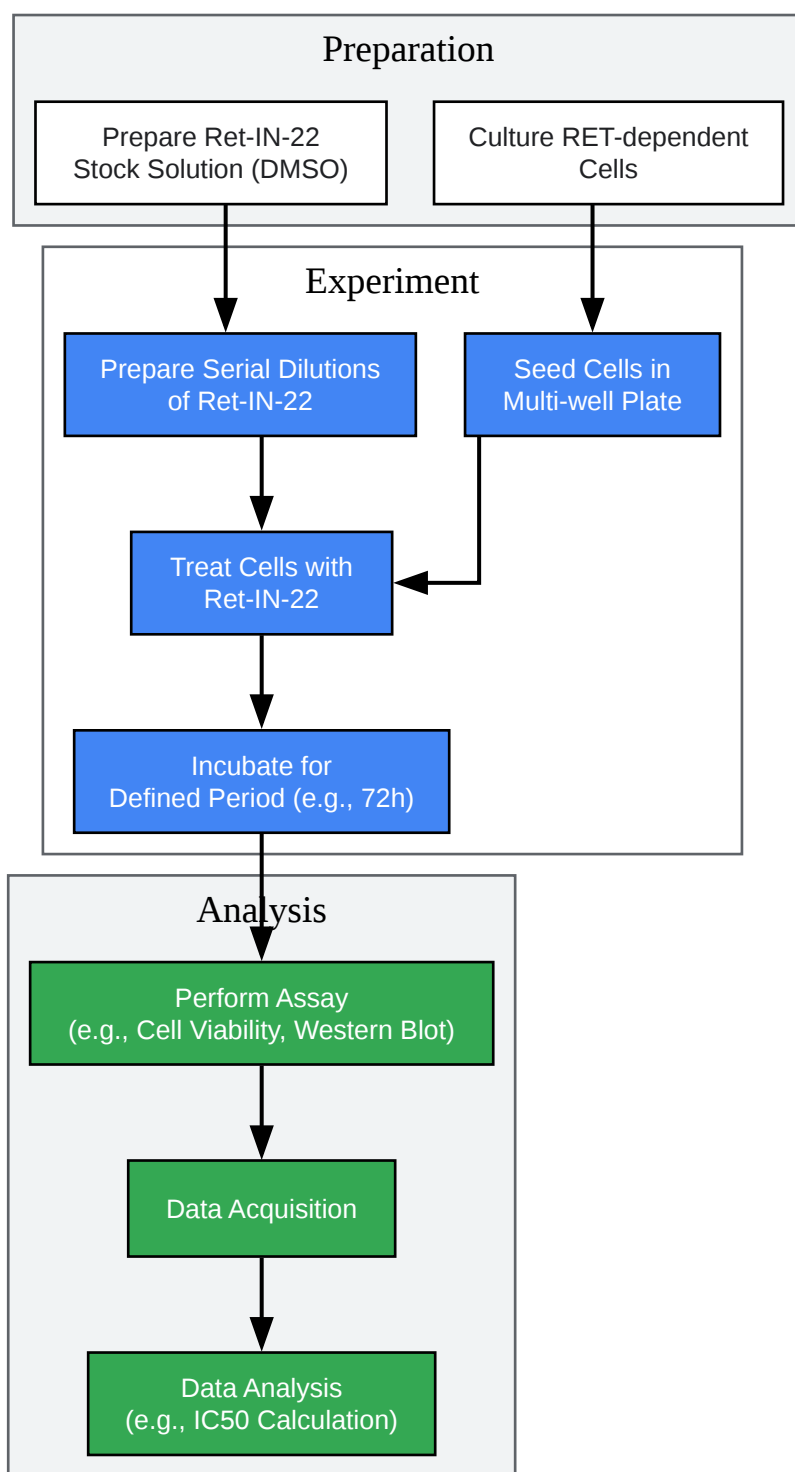 Preparation
Prepare Ret-IN-22
Stock Solution (DMSO)
Culture RET-dependent
Cells
Experiment
Prepare Serial Dilutions
of Ret-IN-22
Seed Cells in
Multi-well Plate
Treat Cells with
Ret-IN-22
Incubate for
Defined Period (e.g., 72h)
Analysis
Perform Assay
(e.g., Cell Viability, Western Blot)
Data Acquisition
Data Analysis
(e.g., IC50 Calculation)